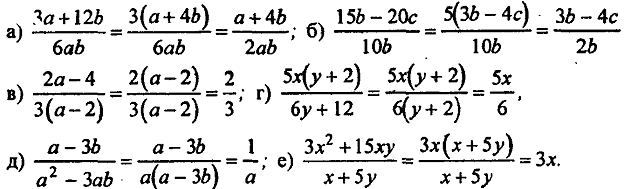 а) \frac{3a+12b}{6ab}=\frac{3(a+4b)}{6ab}=\frac{a+4b}{2ab}; б) \frac{15b-20c}{10b}=\frac{5(3b-4c)}{10b}=\frac{3b-4c}{2b}
в) \frac{2a-4}{3(a-2)}=\frac{2(a-2)}{3(a-2)}=\frac{2}{3}; г) \frac{5x(y+2)}{6y+12}=\frac{5x(y+2)}{6(y+2)}=\frac{5x}{6},
д) \frac{a-3b}{a^2-3ab}=\frac{a-3b}{a(a-3b)}=\frac{1}{a}; е) \frac{3x^2+15xy}{x+5y}=\frac{3x(x+5y)}{x+5y}=3x.